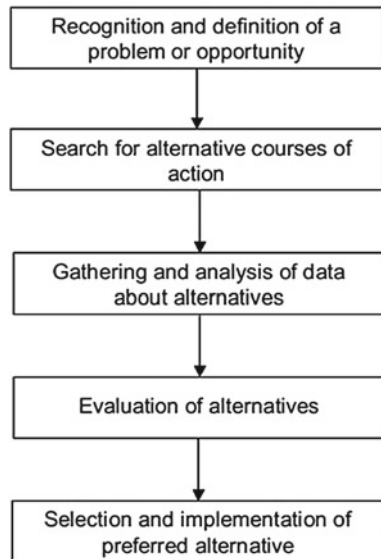 Recognition and definition of a
problem or opportunity
Search for alternative courses of
action
Gathering and analysis of data
about alternatives
Evaluation of alternatives
Selection and implementation of
preferred alternative